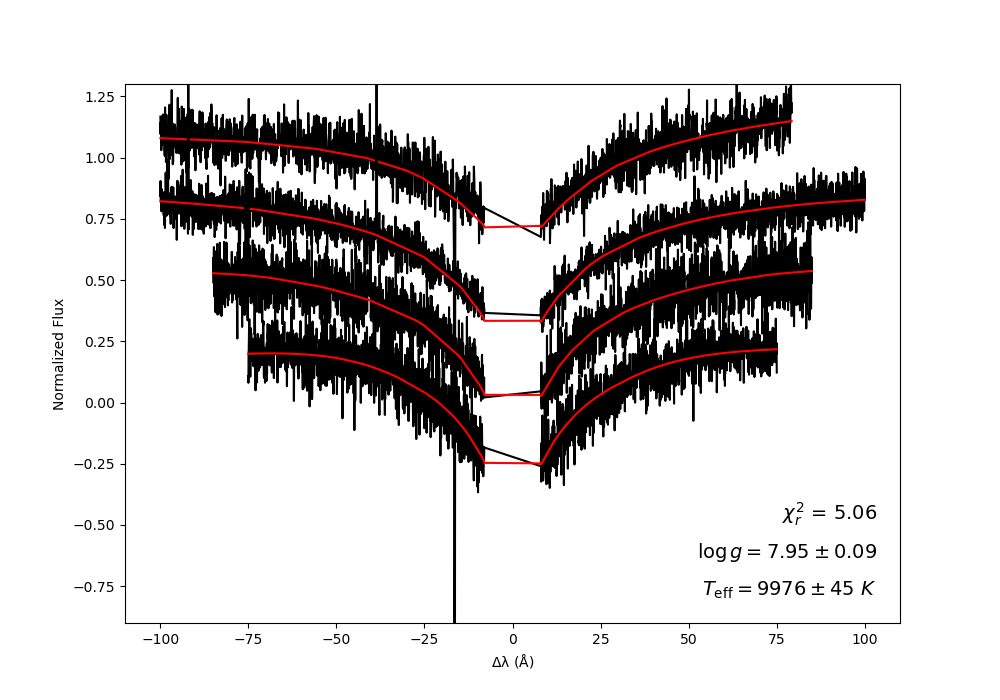 1.25
1.00
0.75
0.50
0.25
0.00
−0.25
−0.50
−0.75
Normalized Flux
χ²ᵣ = 5.06
log g = 7.95 ± 0.09
T_eff = 9976 ± 45 K
−100 −75 −50 −25 0 25 50 75 100
Δλ (Å)